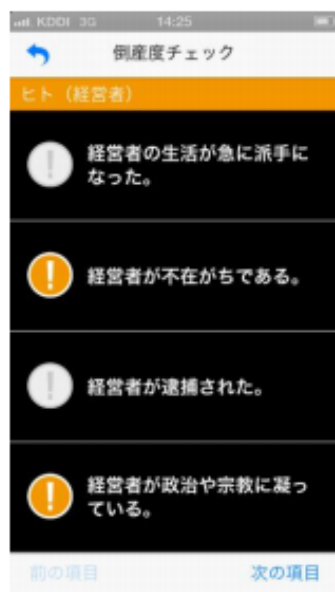 KDDI 3G 14:25
倒産度チェック
ヒト（経営者）
経営者の生活が急に派手に
なった。
経営者が不在がちである。
経営者が逮捕された。
経営者が政治や宗教に凝っ
ている。
前の項目 次の項目